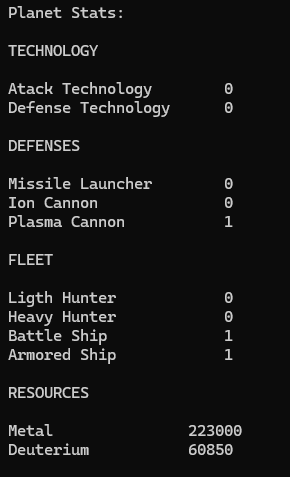 Planet Stats:
TECHNOLOGY
Atack Technology 0
Defense Technology 0
DEFENSES
Missile Launcher 0
Ion Cannon 0
Plasma Cannon 1
FLEET
Ligth Hunter 0
Heavy Hunter 0
Battle Ship 1
Armored Ship 1
RESOURCES
Metal 223000
Deuterium 60850